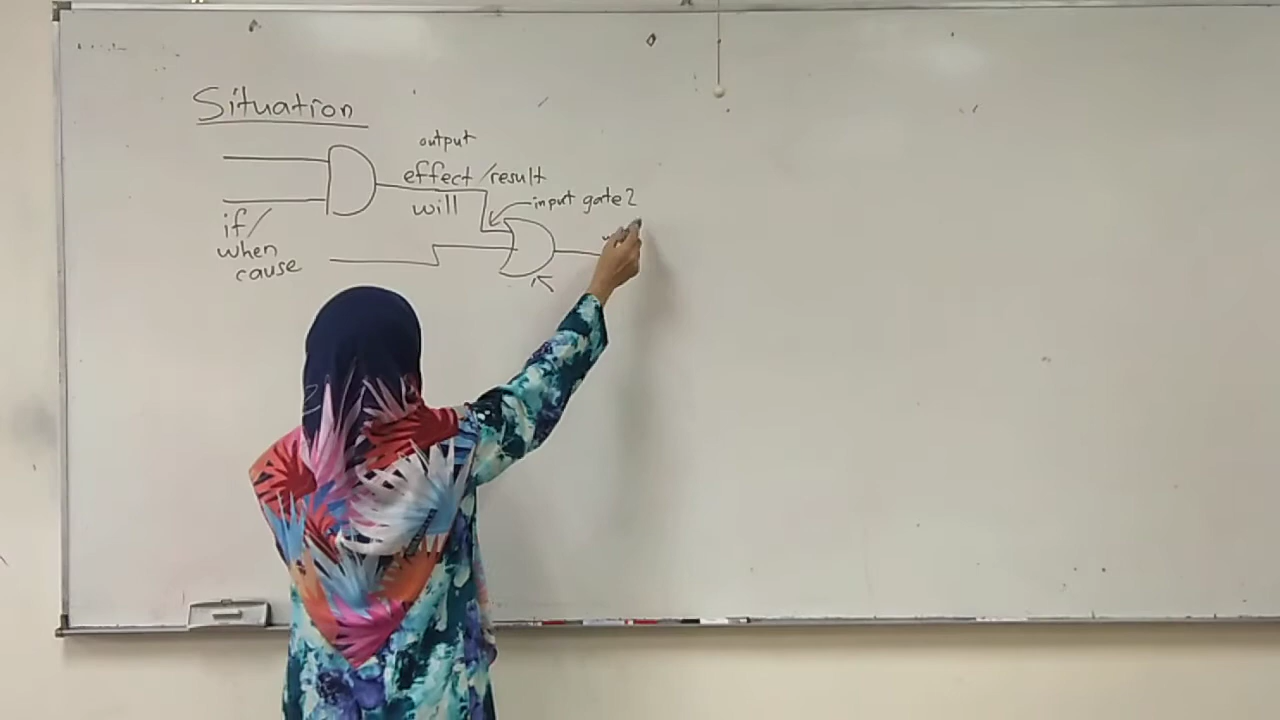 Situation
output
effect/result
will
input gate 2
if/
when
cause